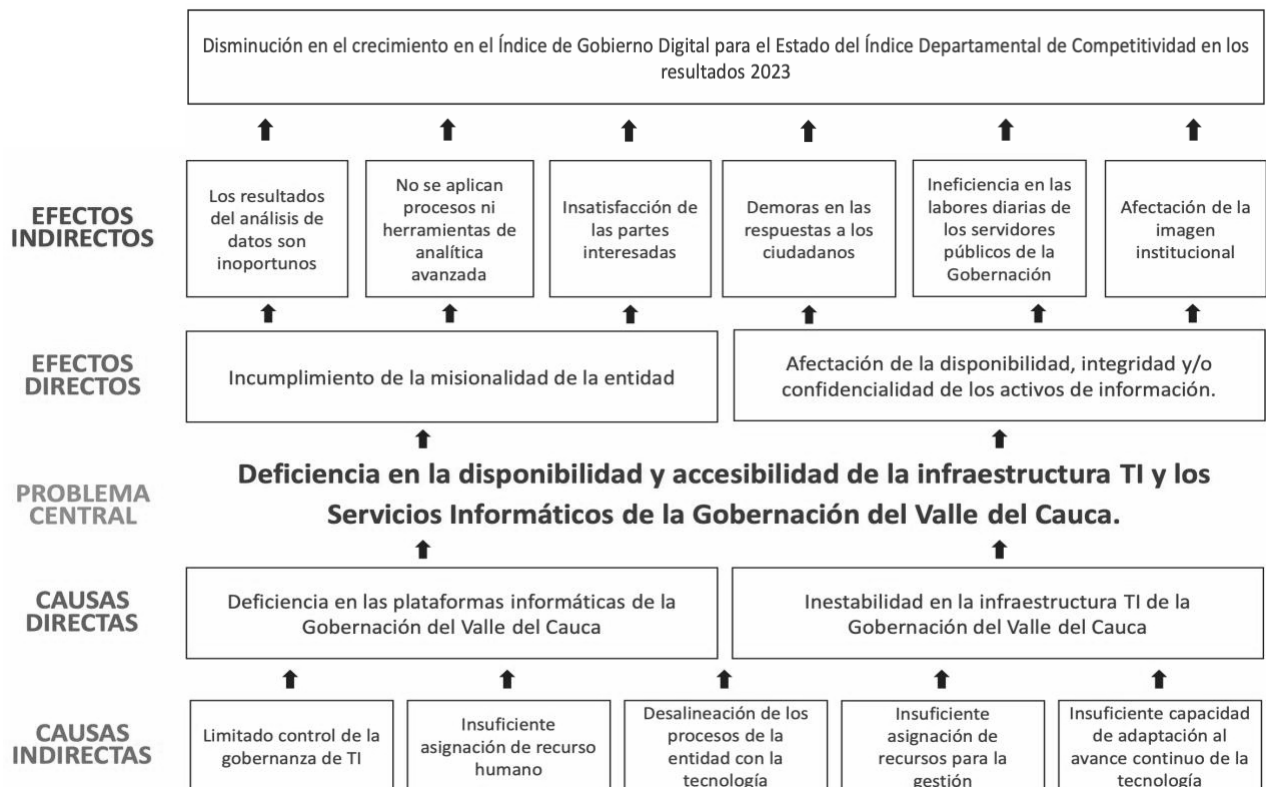 Disminución en el crecimiento en el Índice de Gobierno Digital para el Estado del Índice Departamental de Competitividad en los
resultados 2023
EFECTOS
INDIRECTOS
Los resultados
del análisis de
datos son
inoportunos
No se aplican
procesos ni
herramientas de
analítica
avanzada
Insatisfacción de
las partes
interesadas
Demoras en las
respuestas a los
ciudadanos
Ineficiencia en las
labores diarias de
los servidores
públicos de la
Gobernación
Afectación de la
imagen
institucional
EFECTOS
DIRECTOS
Incumplimiento de la misionalidad de la entidad
Afectación de la disponibilidad, integridad y/o
confidencialidad de los activos de información.
PROBLEMA
CENTRAL
Deficiencia en la disponibilidad y accesibilidad de la infraestructura TI y los
Servicios Informáticos de la Gobernación del Valle del Cauca.
CAUSAS
DIRECTAS
Deficiencia en las plataformas informáticas de la
Gobernación del Valle del Cauca
Inestabilidad en la infraestructura TI de la
Gobernación del Valle del Cauca
CAUSAS
INDIRECTAS
Limitado control de la
gobernanza de TI
Insuficiente
asignación de recurso
humano
Desalineación de los
procesos de la
entidad con la
tecnología
Insuficiente
asignación de
recursos para la
gestión
Insuficiente capacidad
de adaptación al
avance continuo de la
tecnología